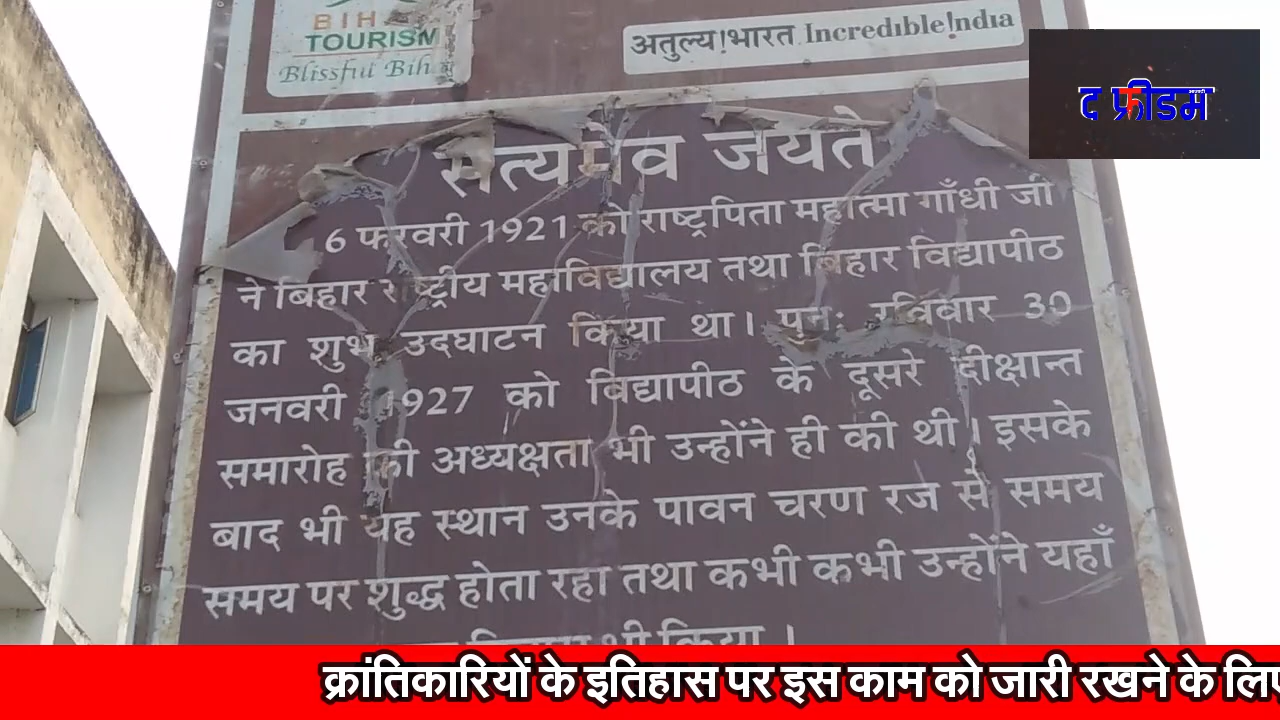 BIHAR
TOURISM
Blissful Bihar
अतुल्य!भारत Incredible!ndia
द फ्रीडम
सत्यमेव जयते
6 फरवरी 1921 को राष्ट्रपिता महात्मा गाँधी जी
ने बिहार राष्ट्रीय महाविद्यालय तथा बिहार विद्यापीठ
का शुभ उदघाटन किया था। पुनः रविवार 30
जनवरी 1927 को विद्यापीठ के दूसरे दीक्षान्त
समारोह की अध्यक्षता भी उन्होंने ही की थी। इसके
बाद भी यह स्थान उनके पावन चरण रज से समय
समय पर शुद्ध होता रहा तथा कभी कभी उन्होंने यहाँ
भी किया।
क्रांतिकारियों के इतिहास पर इस काम को जारी रखने के लिए